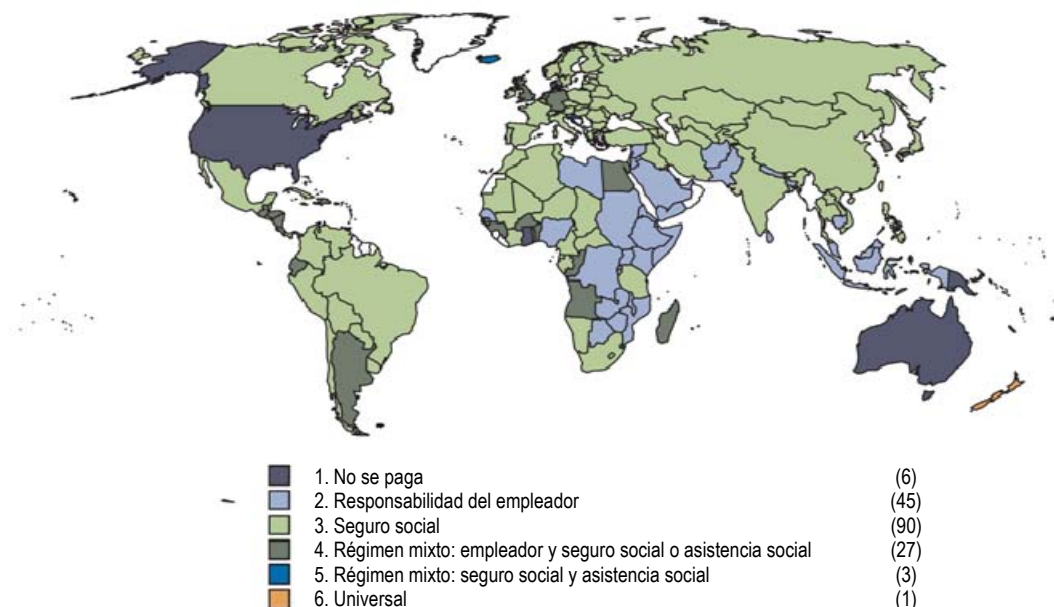 1. No se paga (6)
2. Responsabilidad del empleador (45)
3. Seguro social (90)
4. Régimen mixto: empleador y seguro social o asistencia social (27)
5. Régimen mixto: seguro social y asistencia social (3)
6. Universal (1)